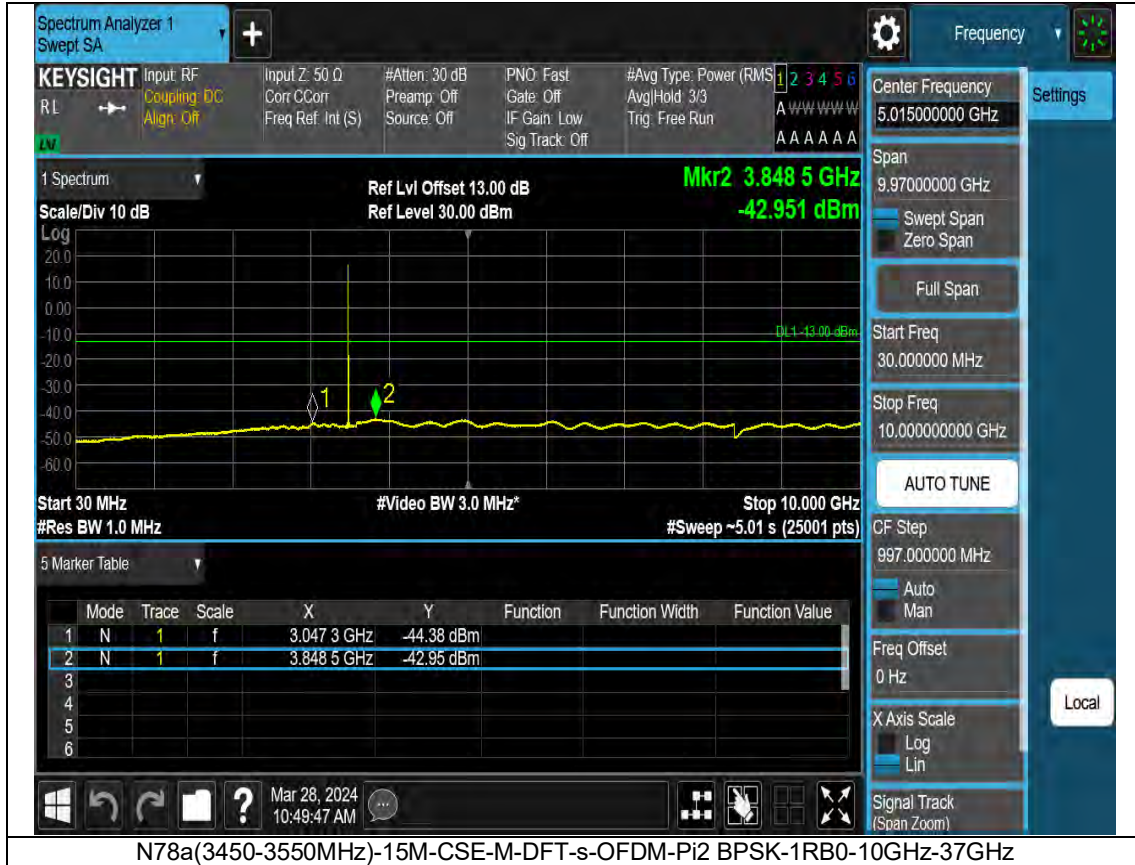 Spectrum Analyzer 1
Swept SA
Frequency
KEYSIGHT
RL
LW
Input: RF
Coupling: DC
Align: Off
Input Z: 50 Ω
Corr CCorr
Freq Ref: Int (S)
#Atten: 30 dB
Preamp: Off
Source: Off
PNO: Fast
Gate: Off
IF Gain: Low
Sig Track: Off
#Avg Type: Power (RMS
Avg|Hold: 3/3
Trig: Free Run
1 2 3 4 5 6
A W W W W W
A A A A A A
1 Spectrum
Ref Lvl Offset 13.00 dB
Mkr2 3.848 5 GHz
Scale/Div 10 dB
Ref Level 30.00 dBm
-42.951 dBm
Log
20.0
10.0
0.00
-10.0
DL1 -13.00 dBm
-20.0
-30.0
1
2
-40.0
-50.0
-60.0
Start 30 MHz
#Video BW 3.0 MHz*
Stop 10.000 GHz
#Res BW 1.0 MHz
#Sweep ~5.01 s (25001 pts)
5 Marker Table
Mode Trace Scale X Y Function Function Width Function Value
1 N 1 f 3.047 3 GHz -44.38 dBm
2 N 1 f 3.848 5 GHz -42.95 dBm
3
4
5
6
?
Mar 28, 2024
10:49:47 AM
Center Frequency
5.015000000 GHz
Settings
Span
9.97000000 GHz
Swept Span
Zero Span
Full Span
Start Freq
30.000000 MHz
Stop Freq
10.000000000 GHz
AUTO TUNE
CF Step
997.000000 MHz
Auto
Man
Freq Offset
0 Hz
Local
X Axis Scale
Log
Lin
Signal Track
(Span Zoom)
N78a(3450-3550MHz)-15M-CSE-M-DFT-s-OFDM-Pi2 BPSK-1RB0-10GHz-37GHz